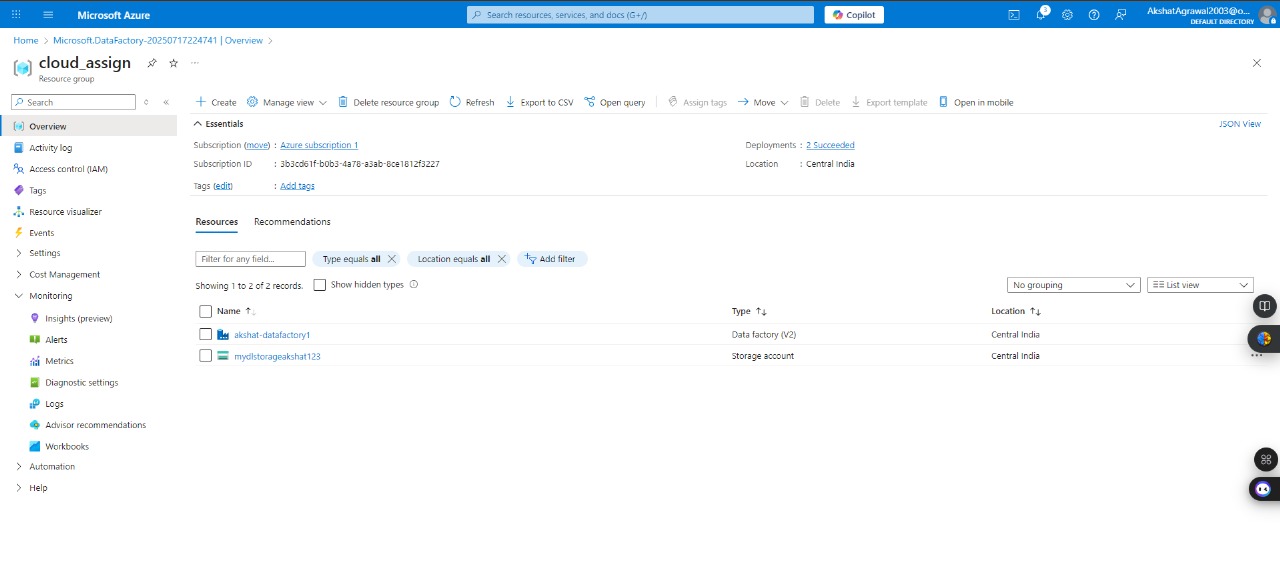 Microsoft Azure
Search resources, services, and docs (G+/)
Copilot
3
AkshatAgrawal2003@o...
DEFAULT DIRECTORY
Home > Microsoft.DataFactory-20250717224741 | Overview >
cloud_assign
Resource group
Search
Overview
Activity log
Access control (IAM)
Tags
Resource visualizer
Events
Settings
Cost Management
Monitoring
Insights (preview)
Alerts
Metrics
Diagnostic settings
Logs
Advisor recommendations
Workbooks
Automation
Help
Create Manage view Delete resource group Refresh Export to CSV Open query Assign tags Move Delete Export template Open in mobile
Essentials JSON View
Subscription (move) : Azure subscription 1 Deployments : 2 Succeeded
Subscription ID : 3b3cd61f-b0b3-4a78-a3ab-8ce1812f3227 Location : Central India
Tags (edit) : Add tags
Resources Recommendations
Filter for any field... Type equals all Location equals all Add filter
Showing 1 to 2 of 2 records. Show hidden types No grouping List view
Name Type Location
akshat-datafactory1 Data factory (V2) Central India
mydlstorageakshat123 Storage account Central India